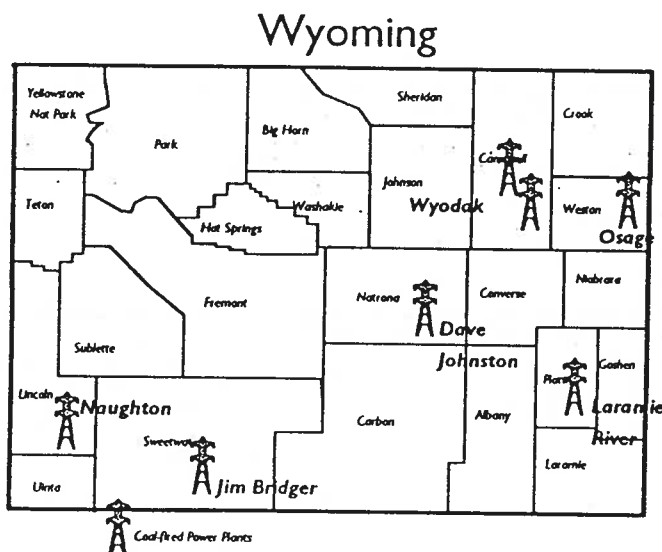 Wyoming
Yellowstone
Nat Park
Park
Big Horn
Sheridan
Crook
Johnson
Teton
Washakie
Hot Springs
Wyodak
Weston
Osage
Fremont
Natrona
Converse
Niabrara
Dave
Johnston
Sublette
Lincoln
Naughton
Goshen
Laramie
River
Carbon
Albany
Jim Bridger
Laramie
Uinta
Coal-fired Power Plants